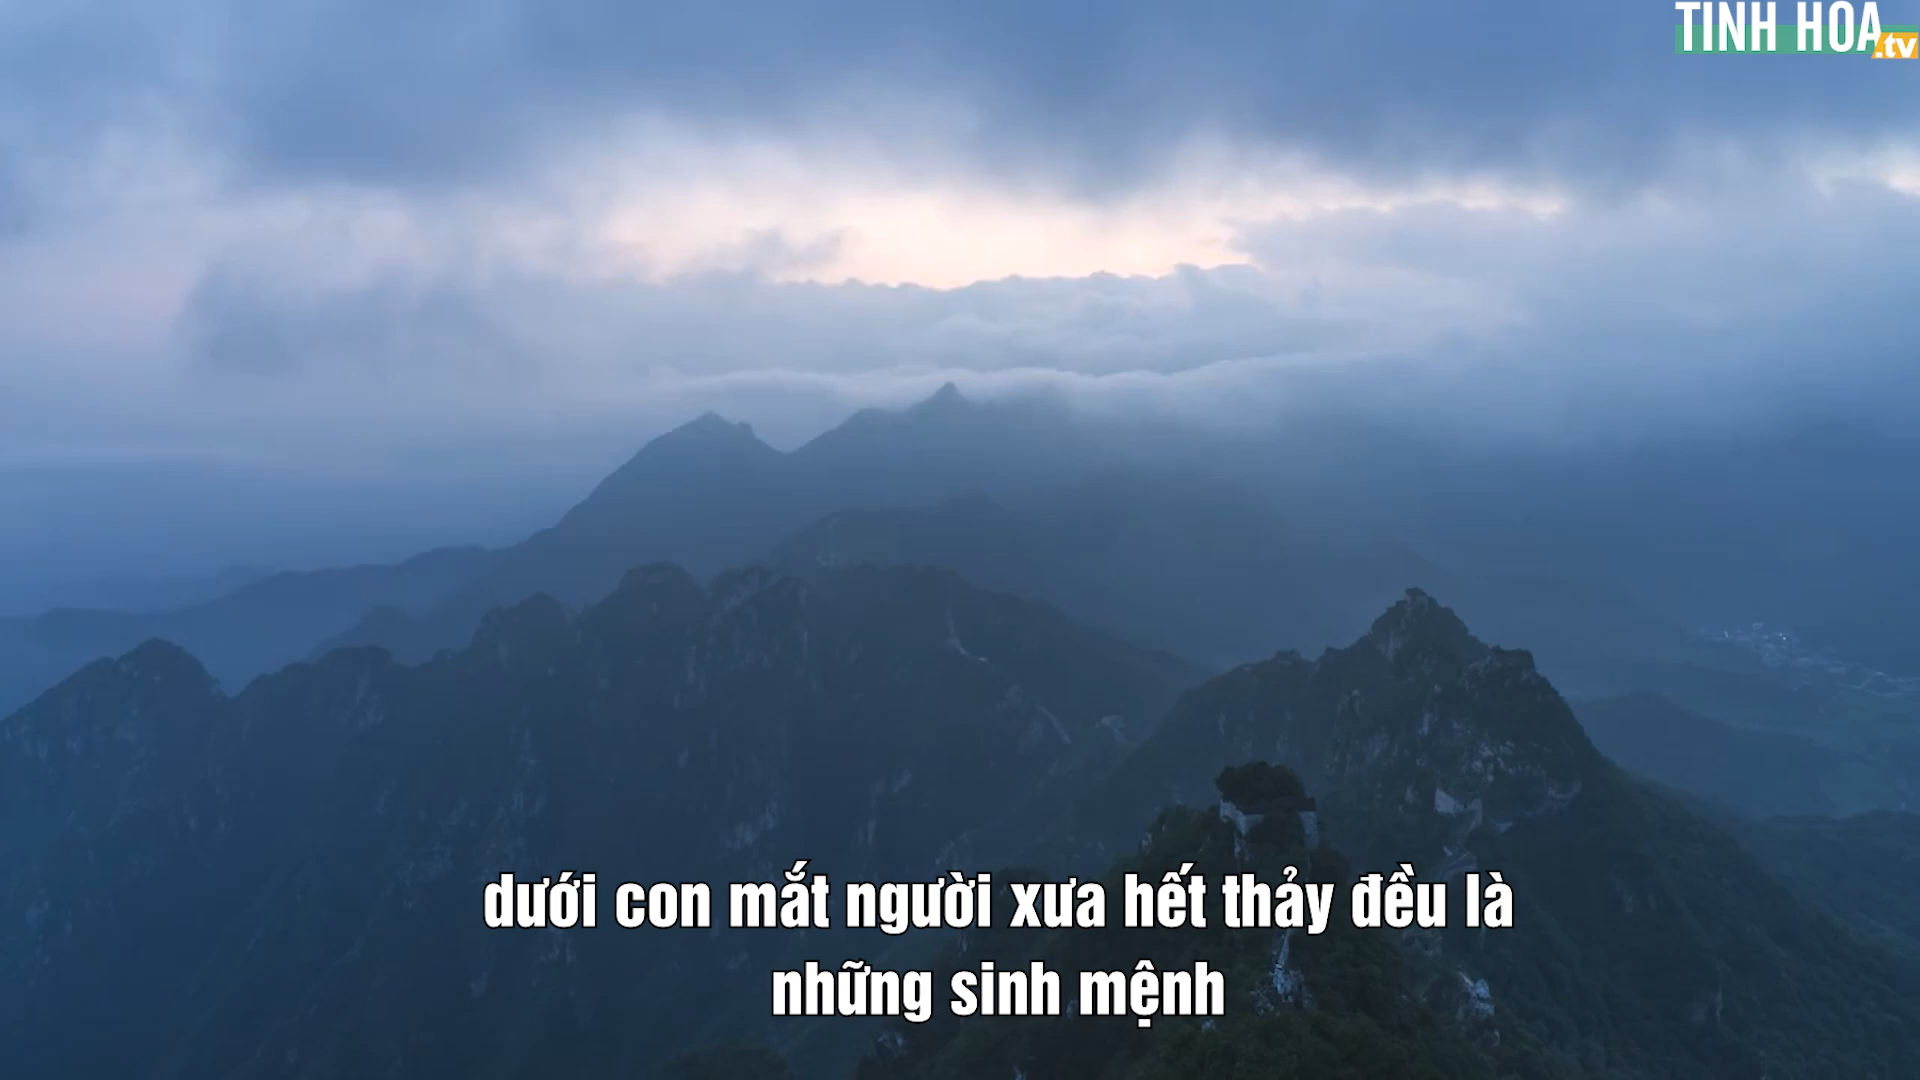 TINH HOA
.tv
dưới con mắt người xưa hết thảy đều là
những sinh mệnh